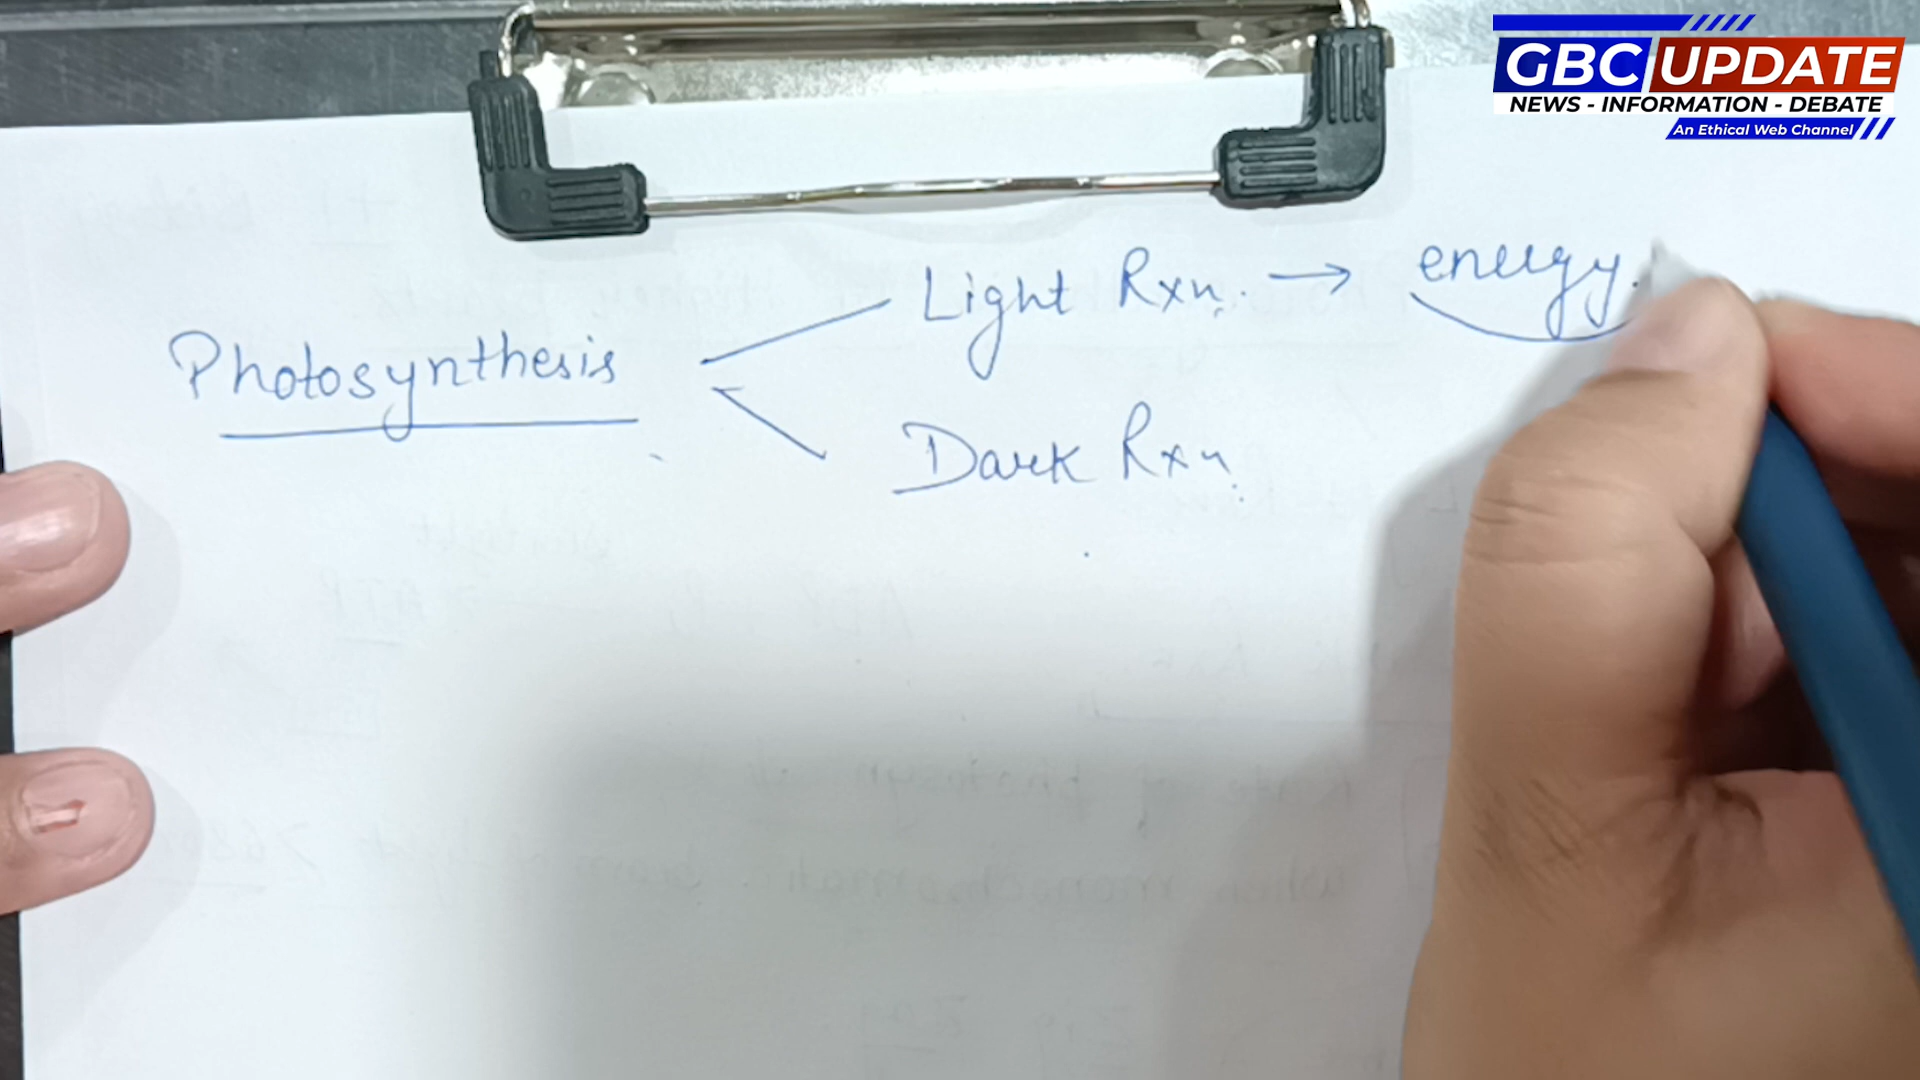 GBC UPDATE
NEWS - INFORMATION - DEBATE
An Ethical Web Channel
Light Rxn. → energy.
Photosynthesis
Dark Rxn.